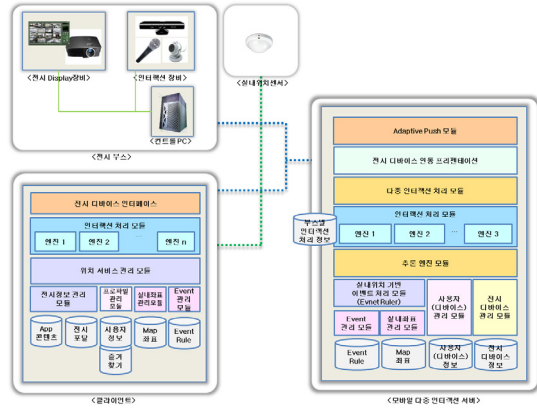 <전시 Display장비>
<인터랙션 장비>
<컨트롤 PC>
<전시 부스>
<실내위치센서>
전시 디바이스 인터페이스
인터랙션 처리 모듈
엔진 1
엔진 2
...
엔진 n
위치 서비스 관리 모듈
전시정보 관리
모듈
프로파일
관리
모듈
실내좌표
관리모듈
Event
관리
모듈
App
콘텐츠
전시
포달
사용자
정보
Map
좌표
Event
Rule
즐겨
찾기
<클라이언트>
Adaptive Push 모듈
전시 디바이스 연동 프리젠테이션
다중 인터랙션 처리 모듈
부스별
인터랙션
처리 정보
인터랙션 처리 모듈
엔진 1
엔진 2
...
엔진 3
추론 엔진 모듈
실내위치 기반
이벤트 처리 모듈
(Evnet Ruler)
Event
관리 모듈
실내좌표
관리 모듈
사용자
(디바이스)
관리 모듈
전시
디바이스
관리 모듈
Event
Rule
Map
좌표
사용자
(디바이스)
정보
전시
디바이스
정보
<모바일 다중 인터랙션 서버>